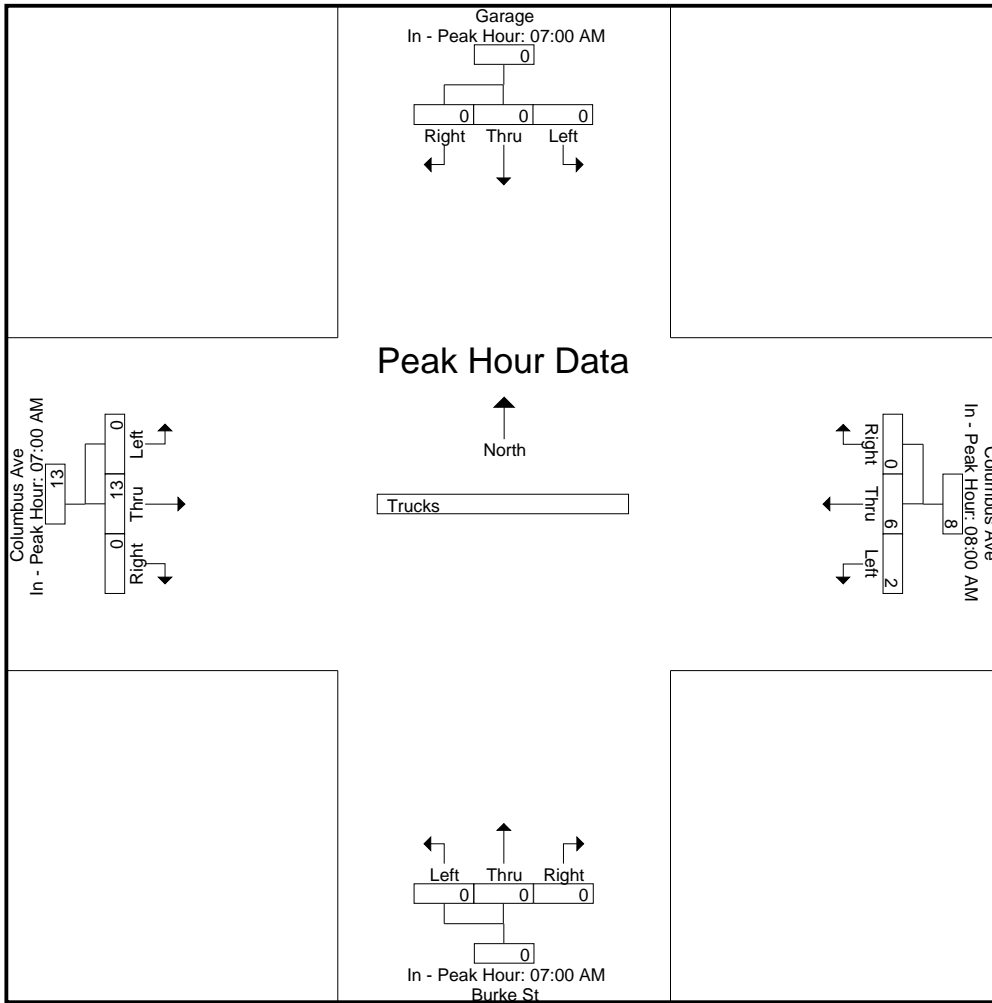 Garage
In - Peak Hour: 07:00 AM
0
0 0 0
Right Thru Left
Peak Hour Data
North
Trucks
Columbus Ave
In - Peak Hour: 07:00 AM
13
0 13 0
Left Thru Right
Columbus Ave
In - Peak Hour: 08:00 AM
8
0 6 2
Right Thru Left
Left Thru Right
0 0 0
0
In - Peak Hour: 07:00 AM
Burke St